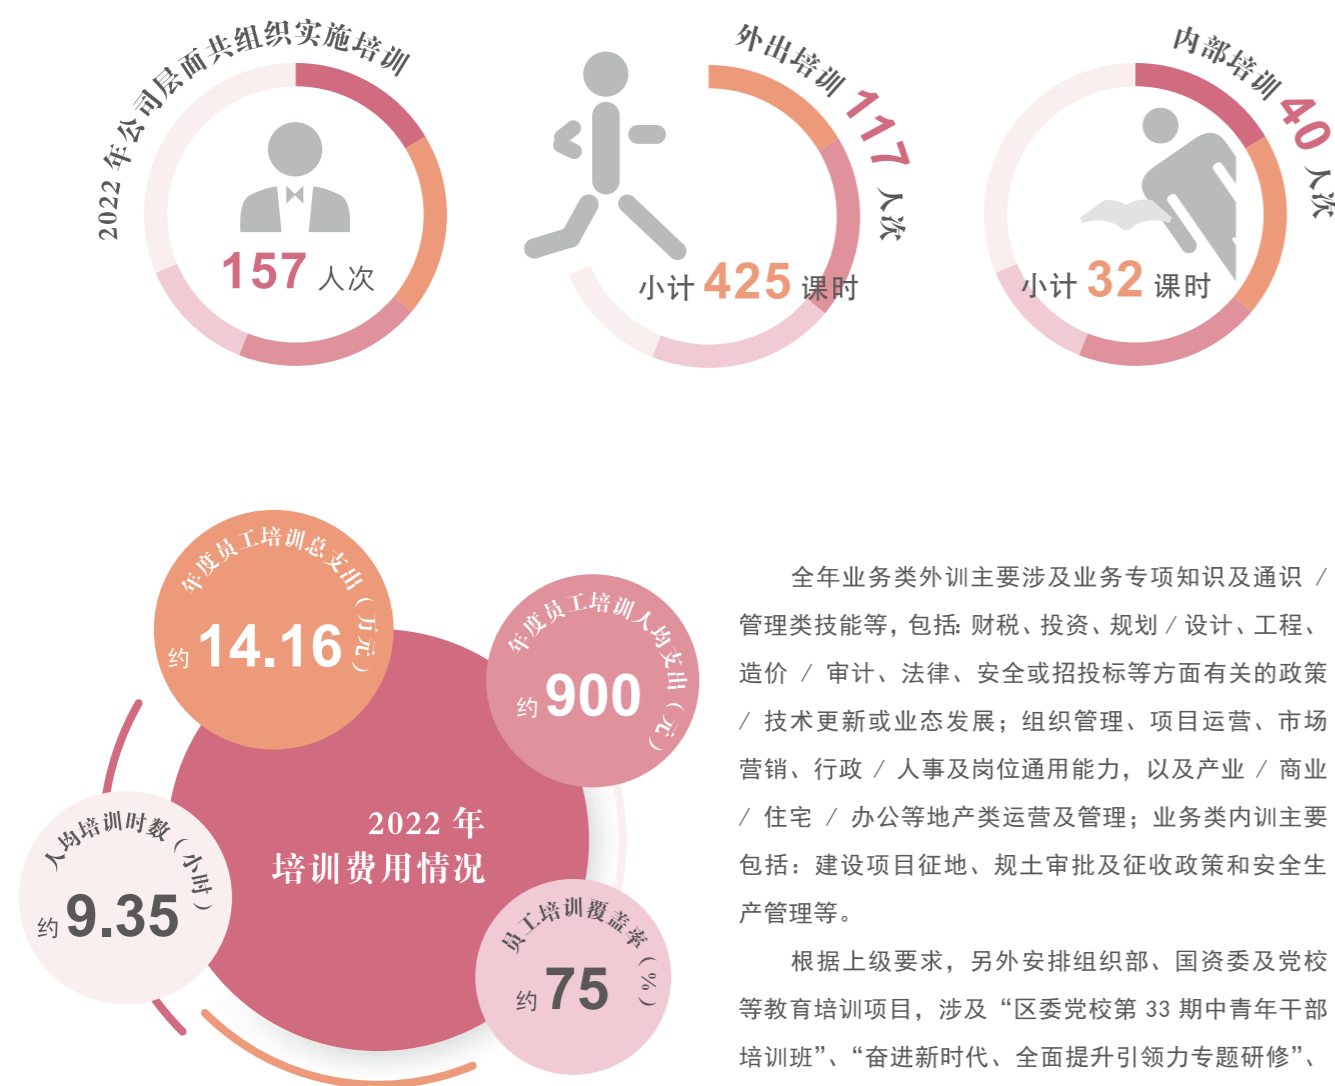 2022 年公司层面共组织实施培训
157 人次
外出培训 117 人次
小计 425 课时
内部培训 40 人次
小计 32 课时
年度员工培训总支出（万元）
约 14.16
年度员工培训人均支出（元）
约 900
2022 年
培训费用情况
人均培训时数（小时）
约 9.35
员工培训覆盖率（%）
约 75
全年业务类外训主要涉及业务专项知识及通识 /
管理类技能等，包括：财税、投资、规划 / 设计、工程、
造价 / 审计、法律、安全或招投标等方面有关的政策
/ 技术更新或业态发展；组织管理、项目运营、市场
营销、行政 / 人事及岗位通用能力，以及产业 / 商业
/ 住宅 / 办公等地产类运营及管理；业务类内训主要
包括：建设项目征地、规土审批及征收政策和安全生
产管理等。
根据上级要求，另外安排组织部、国资委及党校
等教育培训项目，涉及“区委党校第 33 期中青年干部
培训班”、“奋进新时代、全面提升引领力专题研修”、